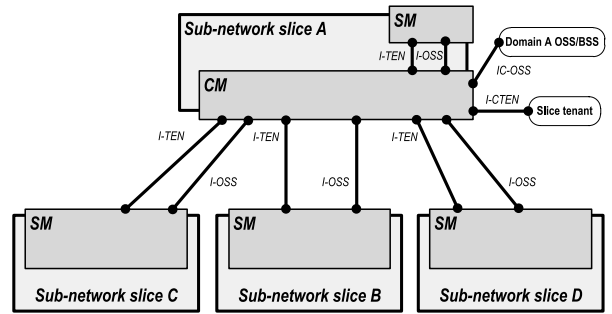 SM
Sub-network slice A
I-TEN
I-OSS
Domain A OSS/BSS
IC-OSS
CM
I-CTEN
Slice tenant
I-TEN
I-TEN
I-TEN
I-OSS
I-OSS
I-OSS
SM
SM
SM
Sub-network slice C
Sub-network slice B
Sub-network slice D